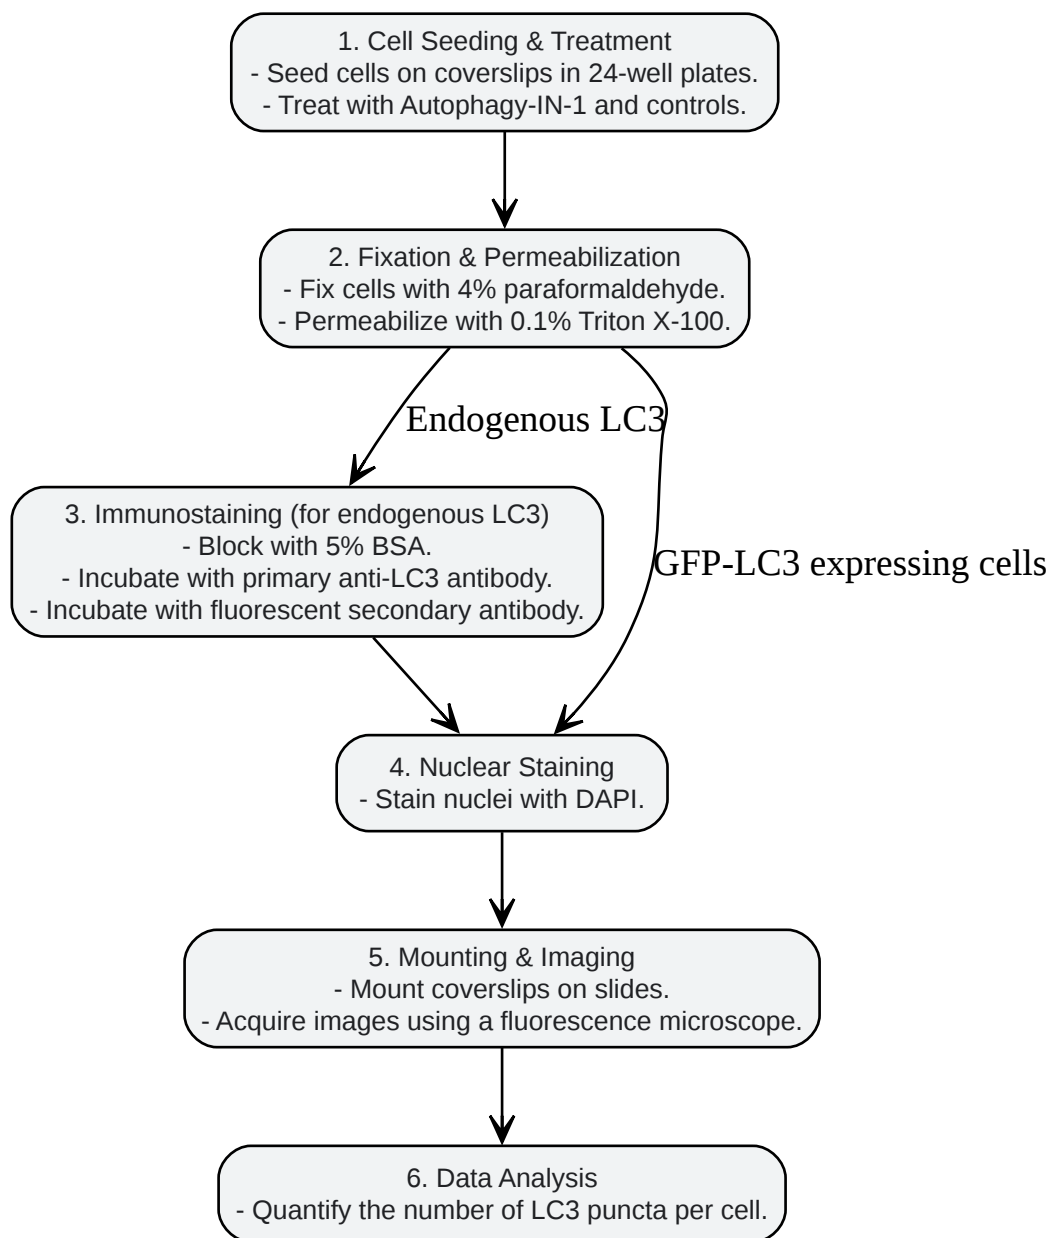 1. Cell Seeding & Treatment
- Seed cells on coverslips in 24-well plates.
- Treat with Autophagy-IN-1 and controls.
2. Fixation & Permeabilization
- Fix cells with 4% paraformaldehyde.
- Permeabilize with 0.1% Triton X-100.
Endogenous LC3
3. Immunostaining (for endogenous LC3)
- Block with 5% BSA.
- Incubate with primary anti-LC3 antibody.
- Incubate with fluorescent secondary antibody.
GFP-LC3 expressing cells
4. Nuclear Staining
- Stain nuclei with DAPI.
5. Mounting & Imaging
- Mount coverslips on slides.
- Acquire images using a fluorescence microscope.
6. Data Analysis
- Quantify the number of LC3 puncta per cell.